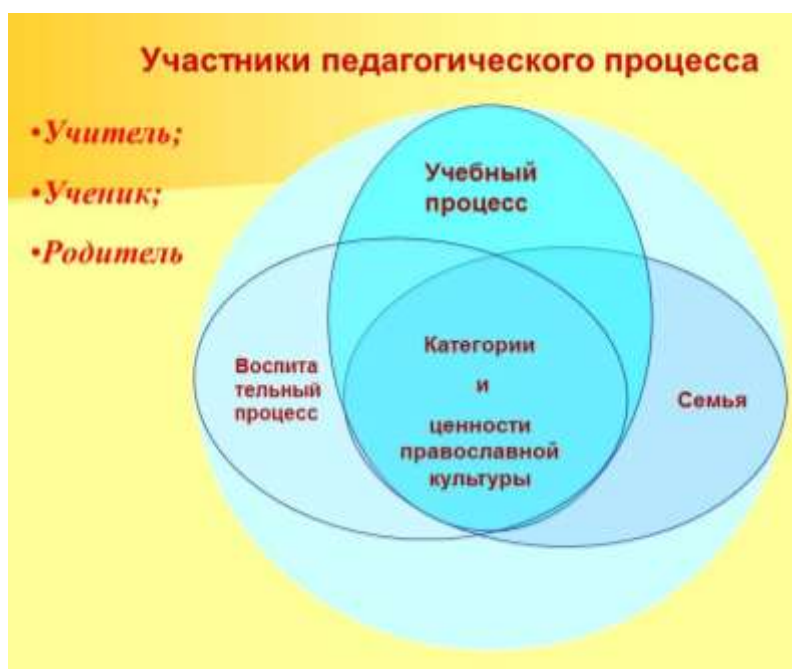 Участники педагогического процесса
•Учитель;
•Ученик;
•Родитель
Учебный
процесс
Воспита
тельный
процесс
Категории
и
ценности
православной
культуры
Семья